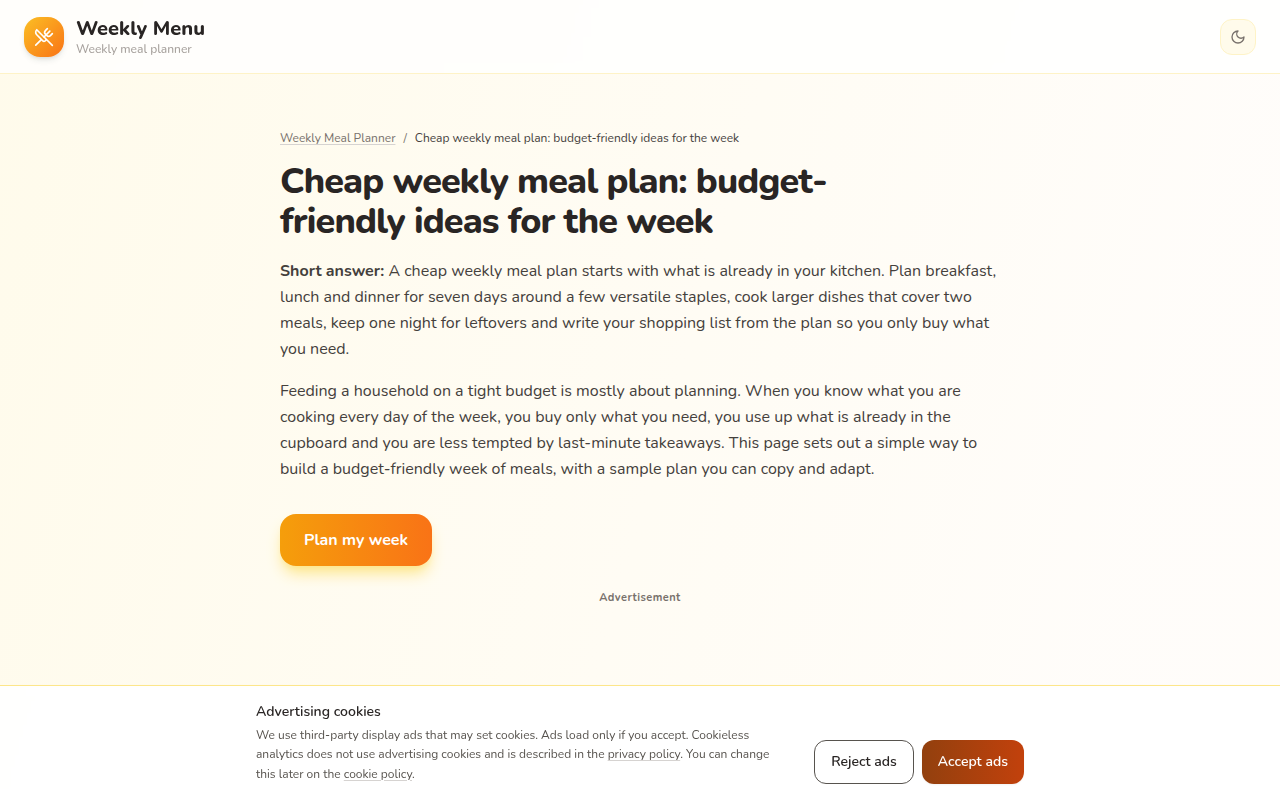 Weekly Menu
Weekly meal planner
Weekly Meal Planner / Cheap weekly meal plan: budget-friendly ideas for the week
Cheap weekly meal plan: budget-
friendly ideas for the week
Short answer: A cheap weekly meal plan starts with what is already in your kitchen. Plan breakfast,
lunch and dinner for seven days around a few versatile staples, cook larger dishes that cover two
meals, keep one night for leftovers and write your shopping list from the plan so you only buy what
you need.
Feeding a household on a tight budget is mostly about planning. When you know what you are
cooking every day of the week, you buy only what you need, you use up what is already in the
cupboard and you are less tempted by last-minute takeaways. This page sets out a simple way to
build a budget-friendly week of meals, with a sample plan you can copy and adapt.
Plan my week
Advertisement
Advertising cookies
We use third-party display ads that may set cookies. Ads load only if you accept. Cookieless
analytics does not use advertising cookies and is described in the privacy policy. You can change
this later on the cookie policy.
Reject ads
Accept ads